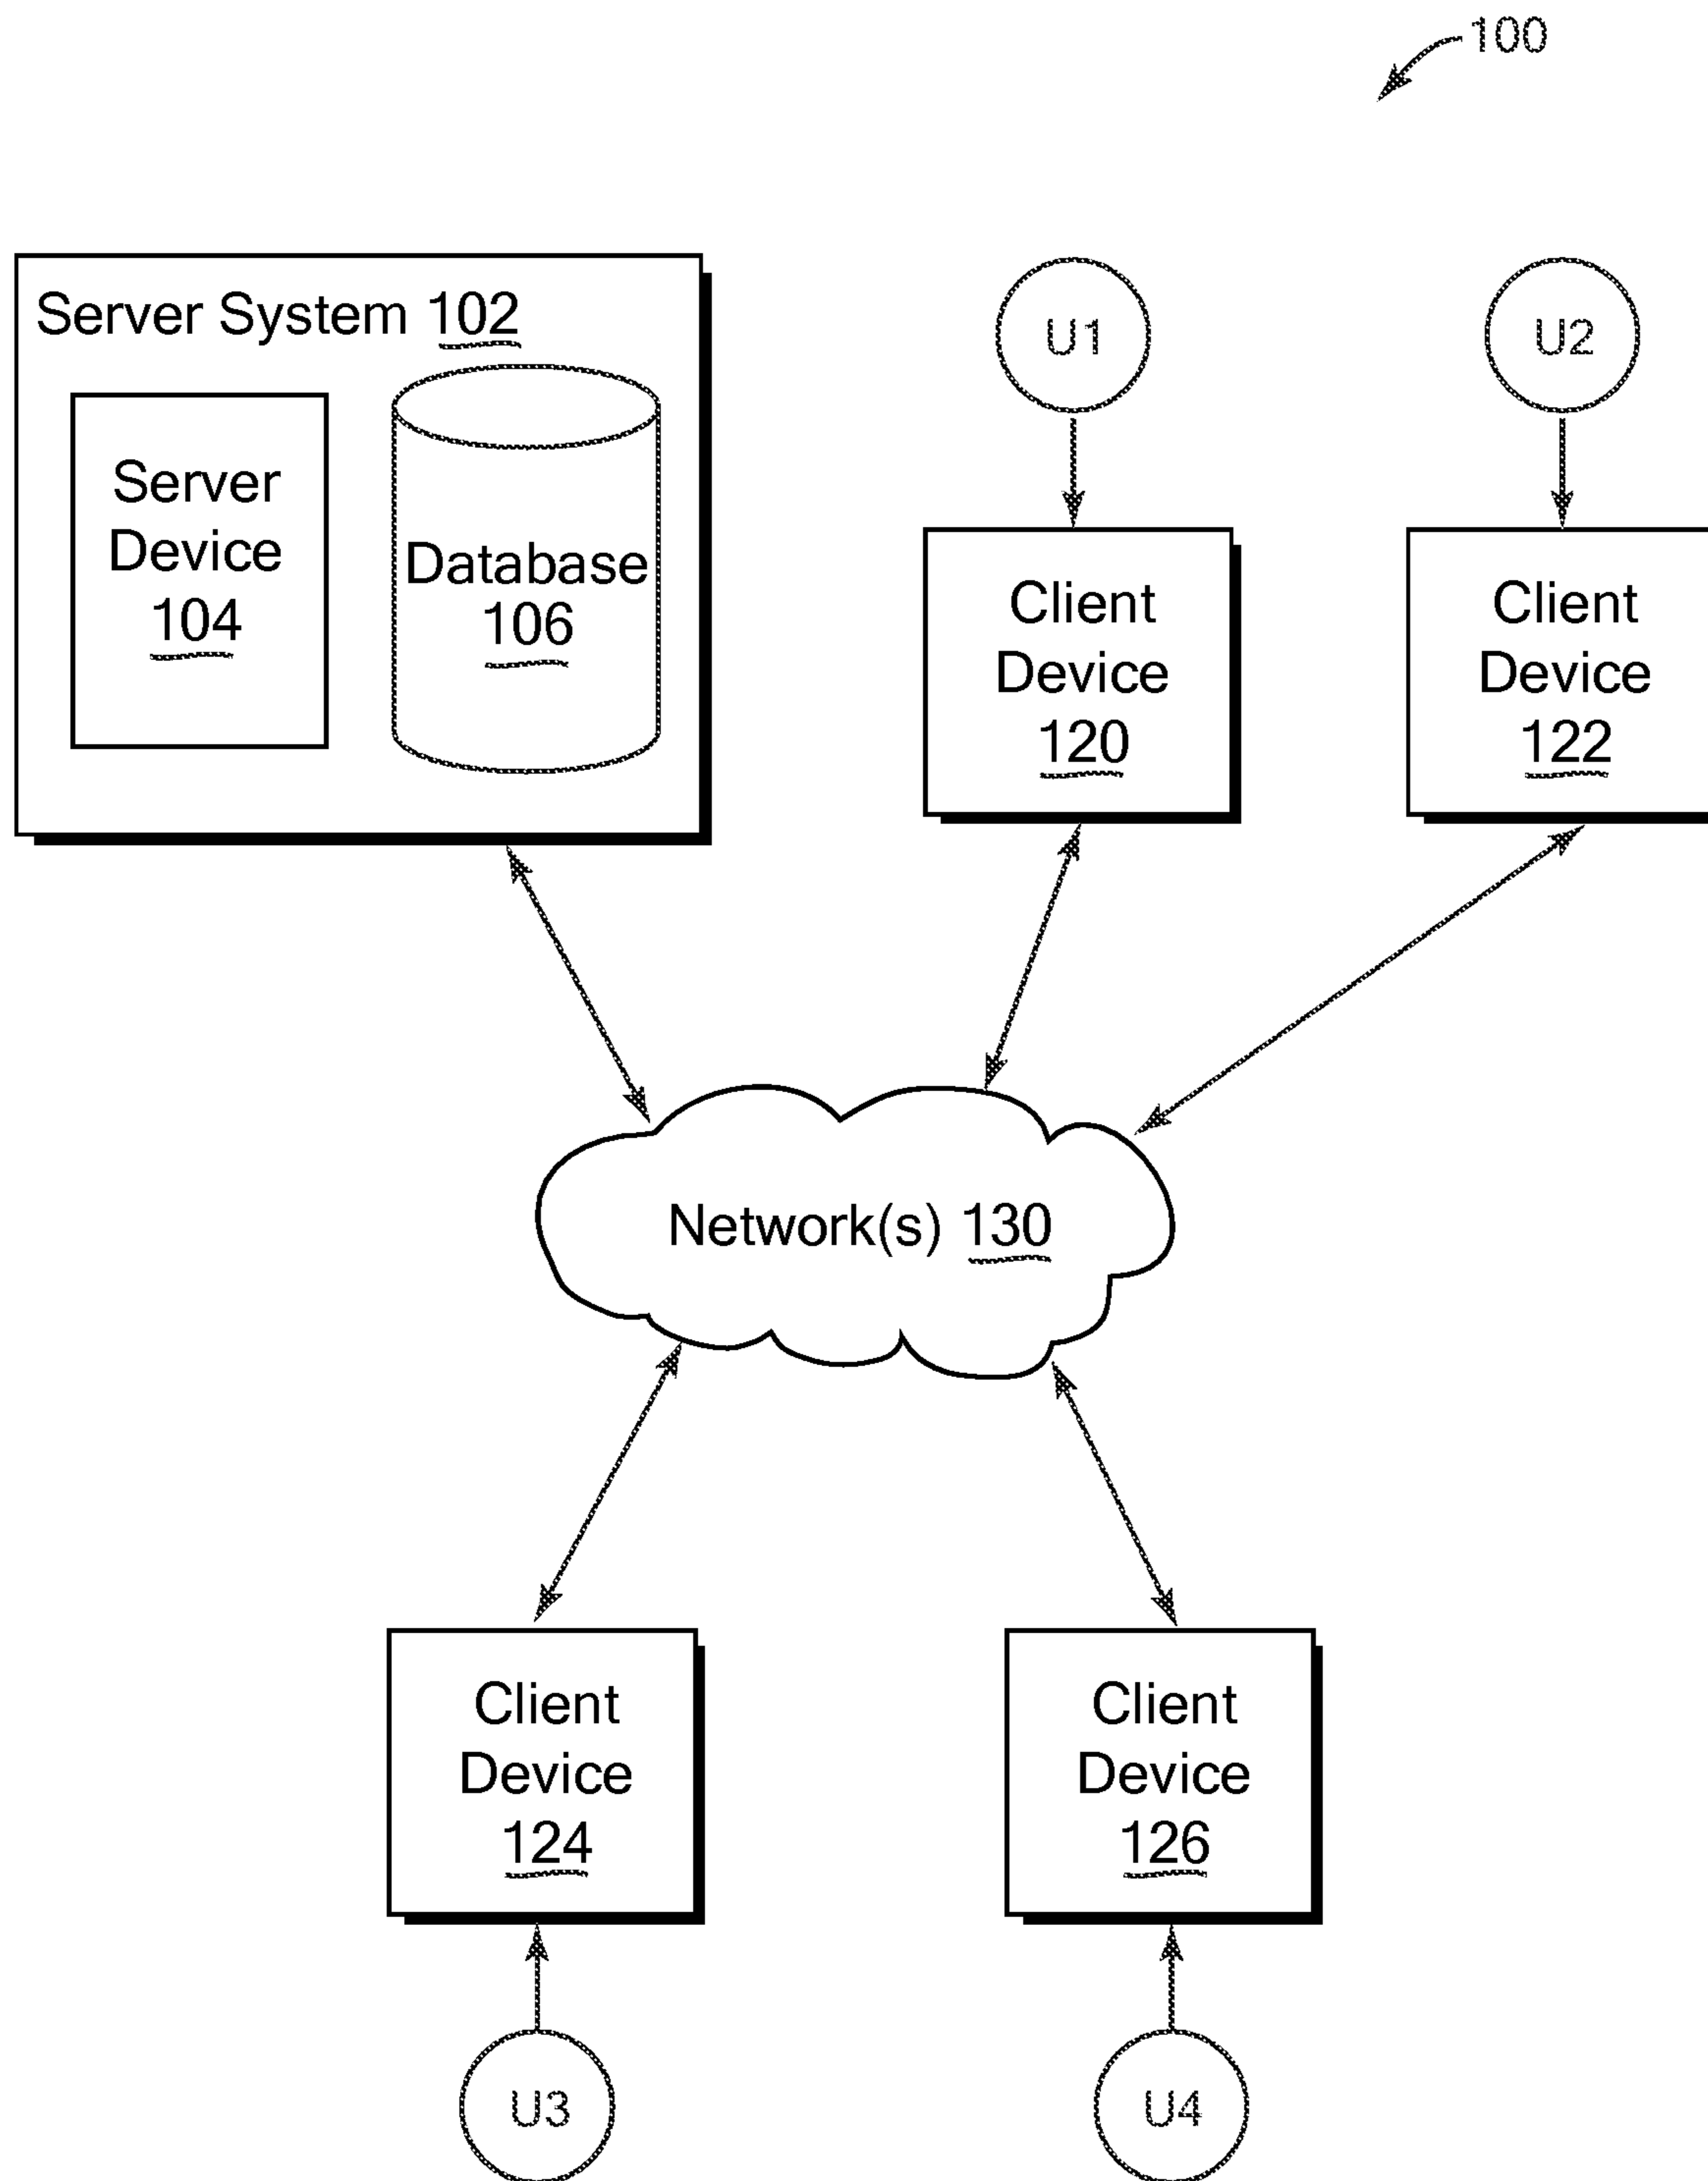 100
Server System 102
Server
Device
104
Database
106
U1
U2
Client
Device
120
Client
Device
122
Network(s) 130
Client
Device
124
Client
Device
126
U3
U4